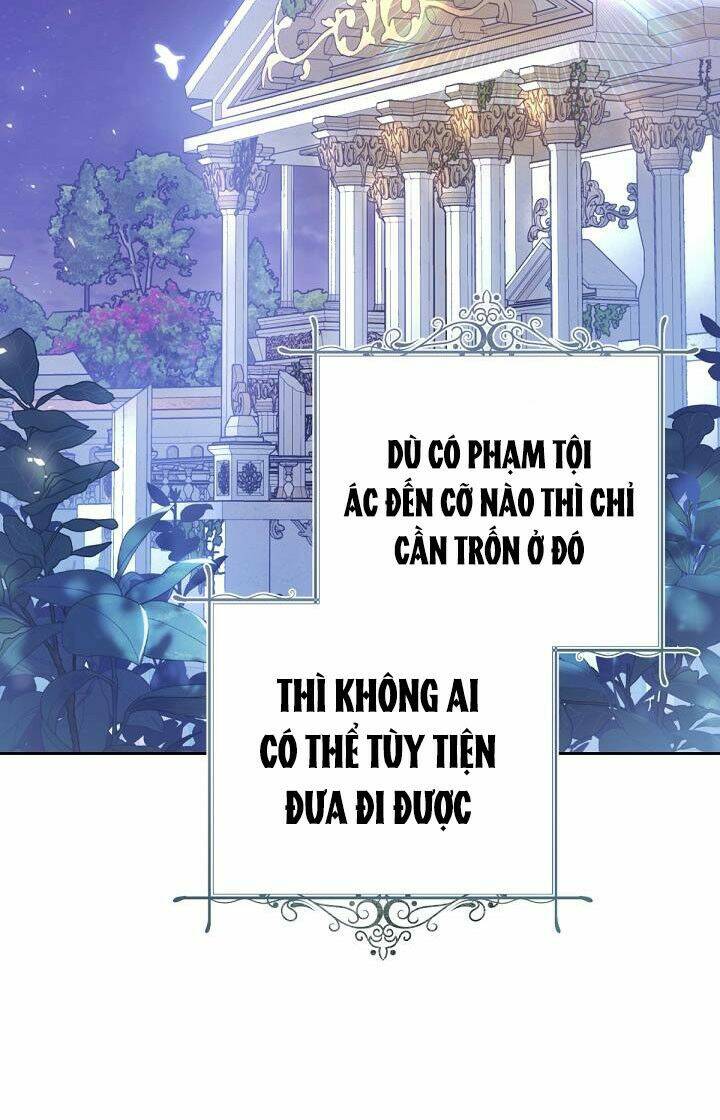 DÙ CÓ PHẠM TỘI
ÁC ĐẾN CỠ NÀO THÌ CHỈ
CẦN TRỐN Ở ĐÓ
THÌ KHÔNG AI
CÓ THỂ TÙY TIỆN
ĐƯA ĐI ĐƯỢC